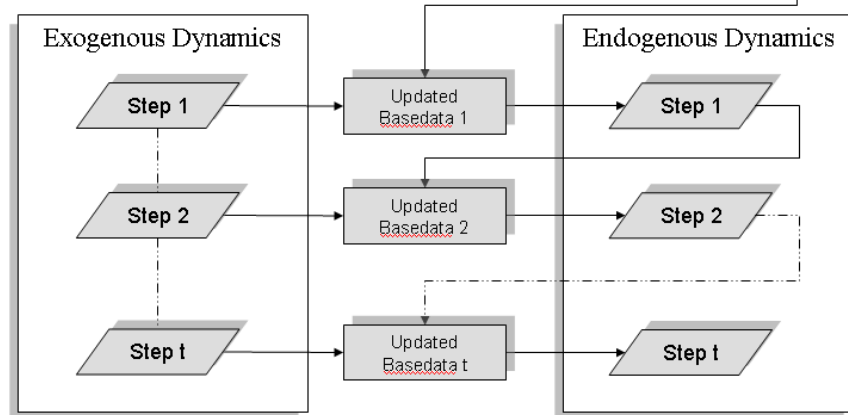 Exogenous Dynamics
Endogenous Dynamics
Step 1
Updated
Basedata 1
Step 1
Step 2
Updated
Basedata 2
Step 2
Step t
Updated
Basedata t
Step t